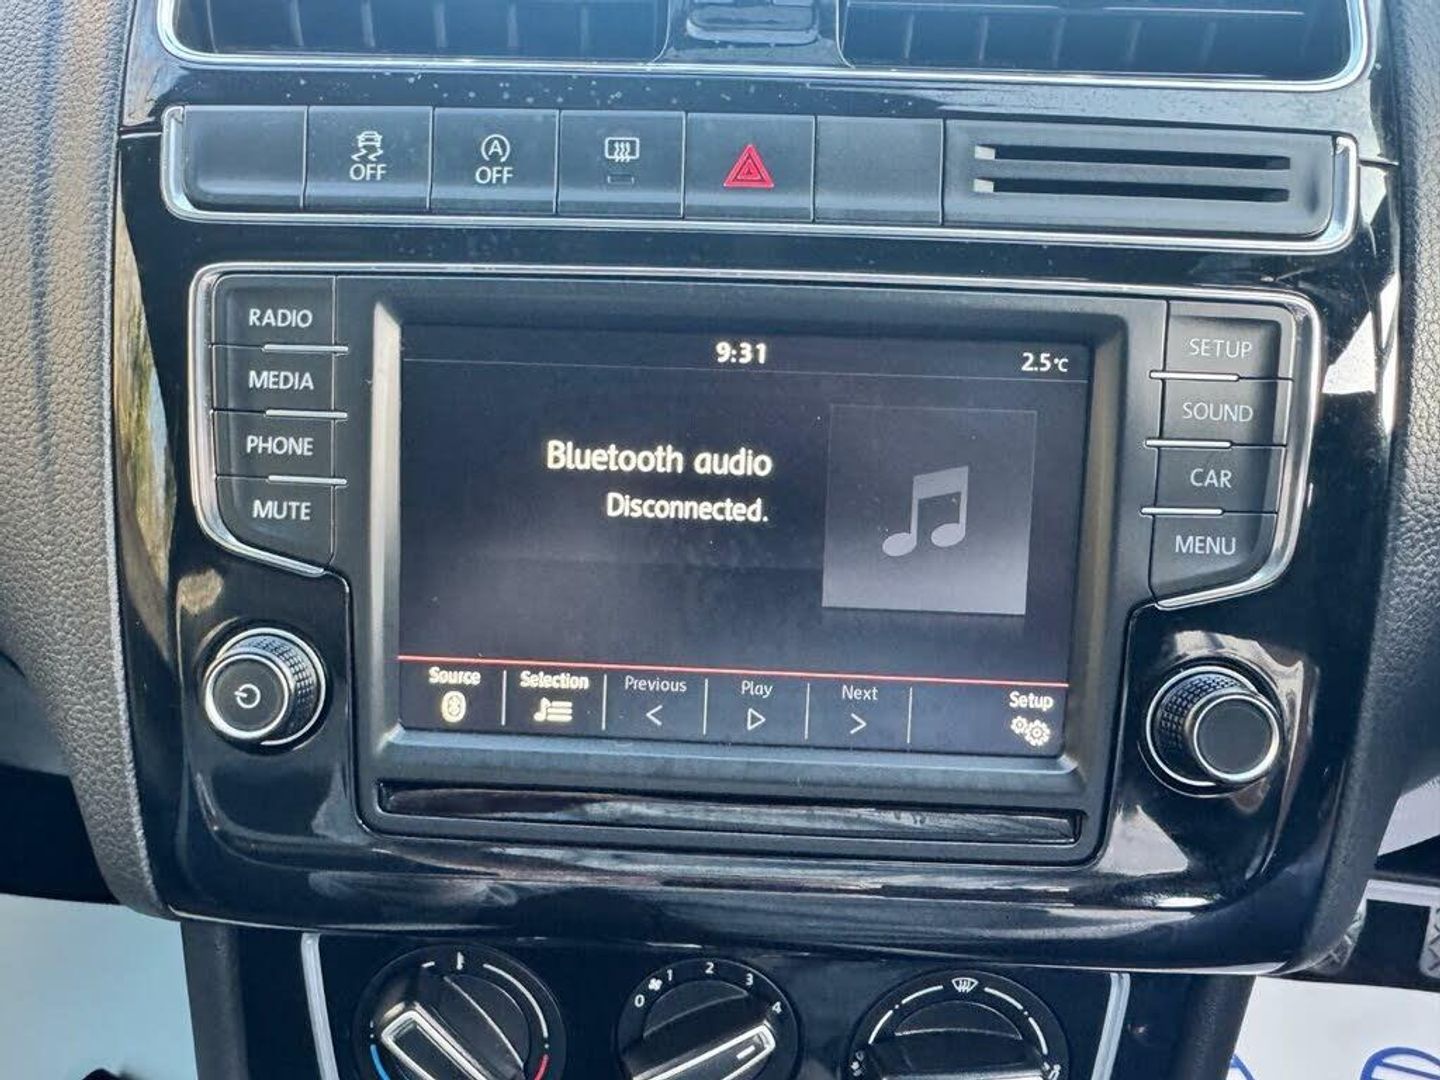 OFF
A
OFF
RADIO
MEDIA
PHONE
MUTE
9:31
2.5°C
Bluetooth audio
Disconnected.
Source
Selection
Previous
Play
Next
Setup
SETUP
SOUND
CAR
MENU
0 1 2 3 4